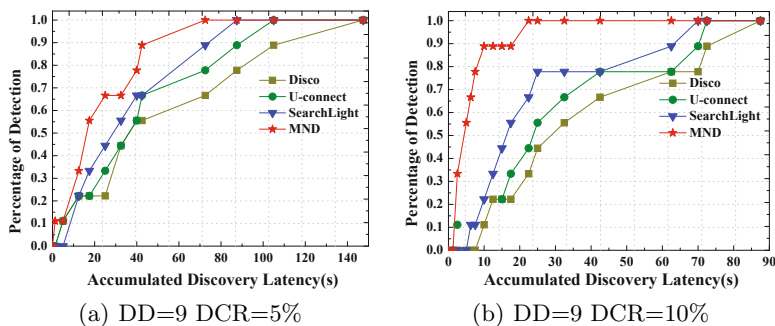 Percentage of Detection
1.0
0.9
0.8
0.7
0.6
0.5
0.4
0.3
0.2
0.1
0.0
Disco
U-connect
SearchLight
MND
0 20 40 60 80 100 120 140
Accumulated Discovery Latency(s)
(a) DD=9 DCR=5%
Percentage of Detection
1.0
0.9
0.8
0.7
0.6
0.5
0.4
0.3
0.2
0.1
0.0
Disco
U-connect
SearchLight
MND
0 10 20 30 40 50 60 70 80 90
Accumulated Discovery Latency(s)
(b) DD=9 DCR=10%